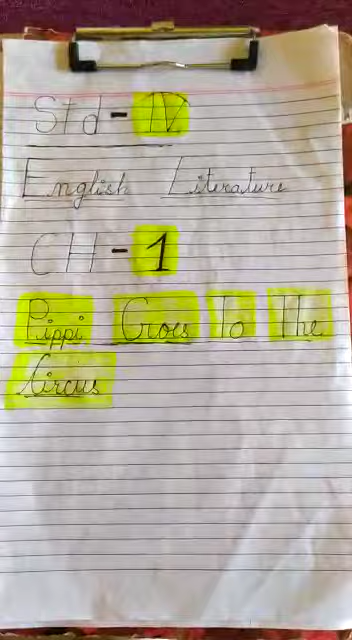 Std - IV
English Literature
CH - 1
Pippi Goes To The
Circus